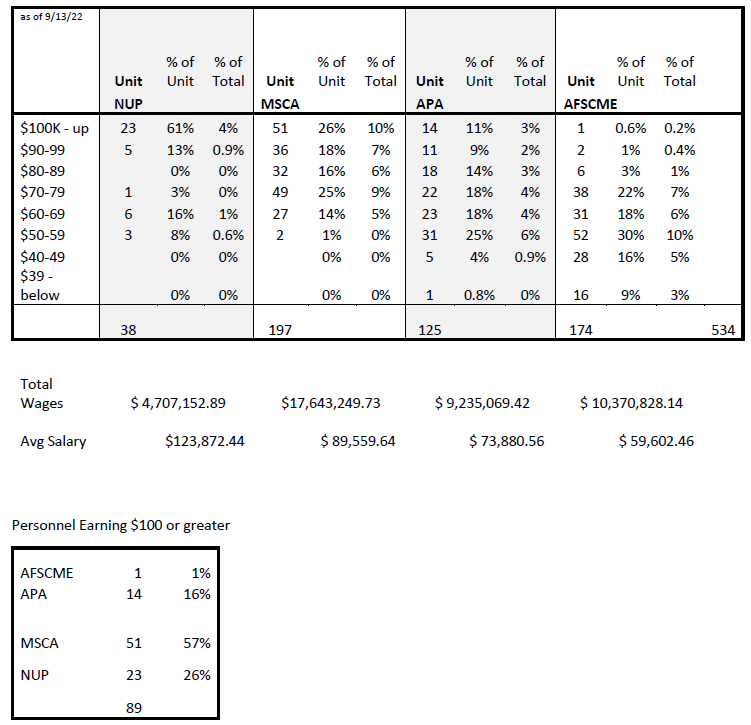 as of 9/13/22
% of % of % of % of % of % of % of % of
Unit Unit Total Unit Unit Total Unit Unit Total Unit Unit Total
NUP MSCA APA AFSCME
$100K - up 23 61% 4% 51 26% 10% 14 11% 3% 1 0.6% 0.2%
$90-99 5 13% 0.9% 36 18% 7% 11 9% 2% 2 1% 0.4%
$80-89 0% 0% 32 16% 6% 18 14% 3% 6 3% 1%
$70-79 1 3% 0% 49 25% 9% 22 18% 4% 38 22% 7%
$60-69 6 16% 1% 27 14% 5% 23 18% 4% 31 18% 6%
$50-59 3 8% 0.6% 2 1% 0% 31 25% 6% 52 30% 10%
$40-49 0% 0% 0% 0% 5 4% 0.9% 28 16% 5%
$39 -
below 0% 0% 0% 0% 1 0.8% 0% 16 9% 3%
38 197 125 174 534
Total
Wages $ 4,707,152.89 $17,643,249.73 $ 9,235,069.42 $ 10,370,828.14
Avg Salary $123,872.44 $ 89,559.64 $ 73,880.56 $ 59,602.46
Personnel Earning $100 or greater
AFSCME 1 1%
APA 14 16%
MSCA 51 57%
NUP 23 26%
89